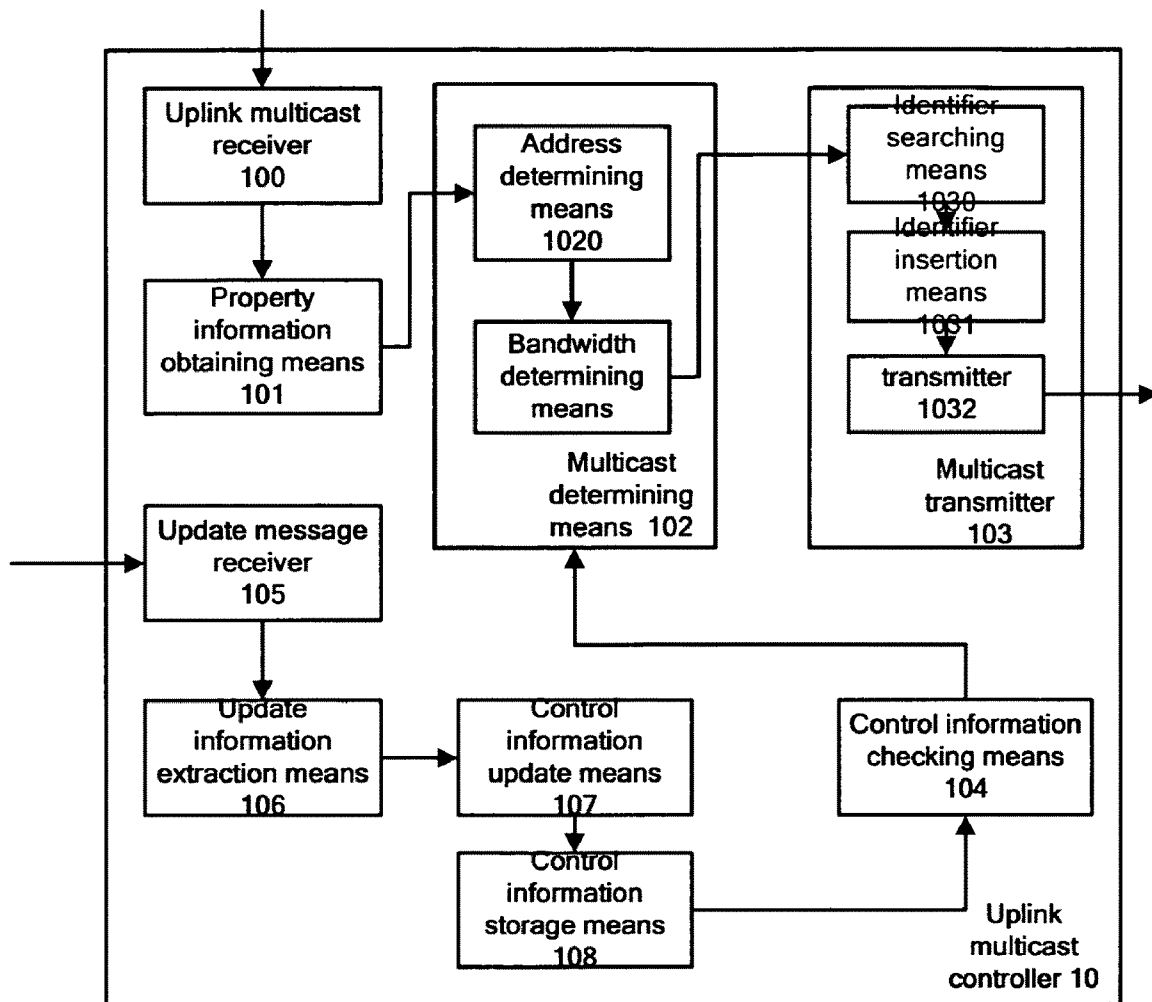 Uplink multicast
receiver
100
Property
information
obtaining means
101
Address
determining
means
1020
Bandwidth
determining
means
Multicast
determining
means 102
Identifier
searching
means
1030
Identifier
insertion
means
1031
transmitter
1032
Multicast
transmitter
103
Update message
receiver
105
Update
information
extraction means
106
Control
information
update means
107
Control
information
storage means
108
Control information
checking means
104
Uplink
multicast
controller 10